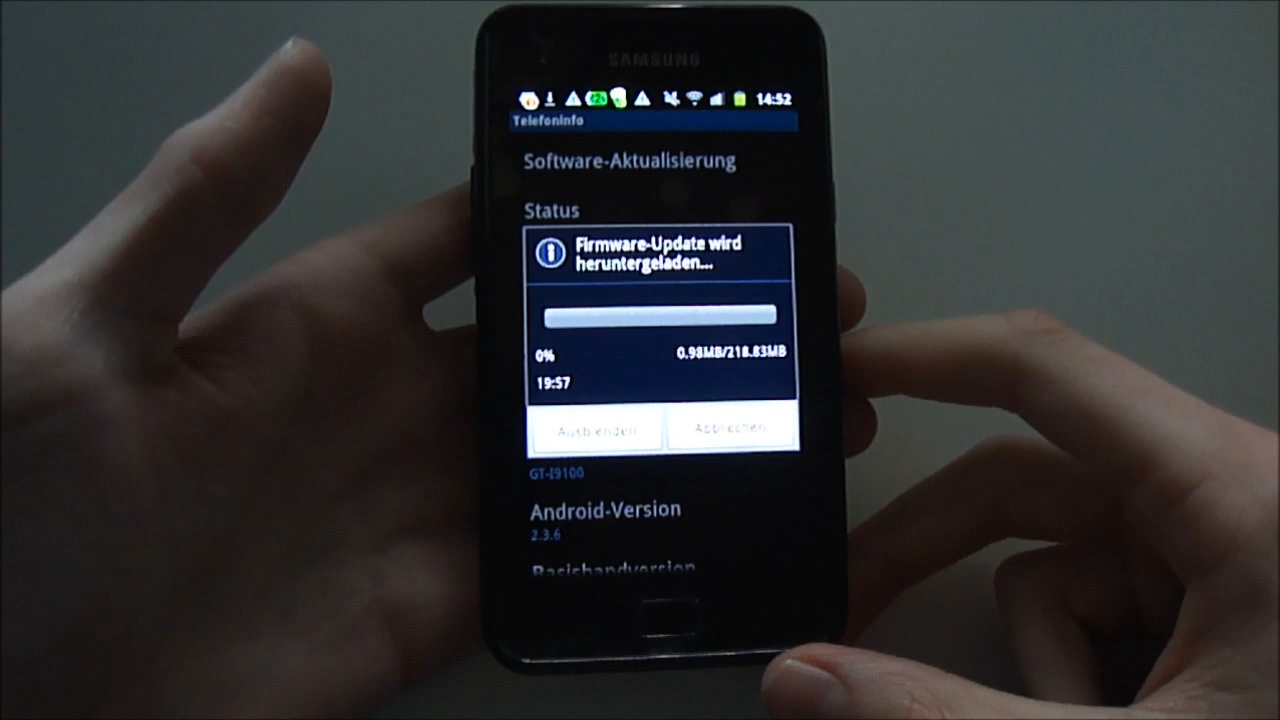 SAMSUNG
14:52
Telefoninfo
Software-Aktualisierung
Status
Firmware-Update wird
heruntergeladen...
0% 0.98MB/218.83MB
19:57
Ausblenden Abbrechen
GT-I9100
Android-Version
2.3.6
Basisbandversion